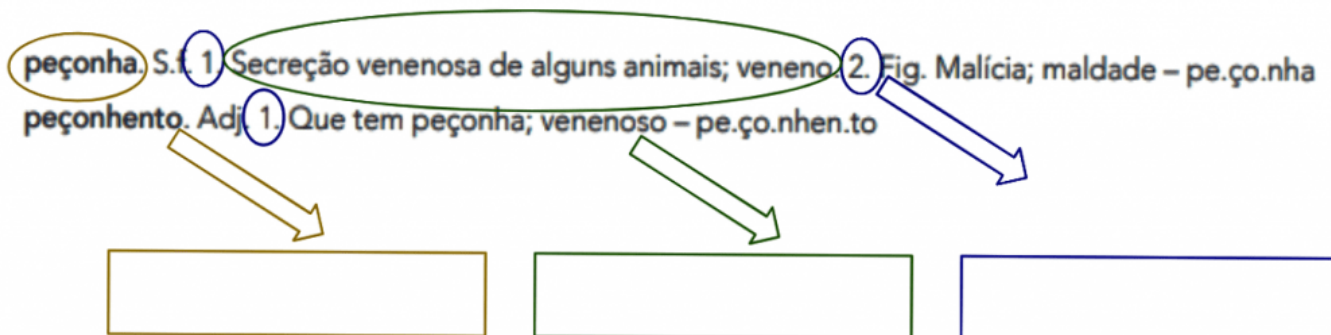 peçonha. S.f. 1. Secreção venenosa de alguns animais; veneno. 2. Fig. Malícia; maldade – pe.ço.nha
peçonhento. Adj. 1. Que tem peçonha; venenoso – pe.ço.nhen.to